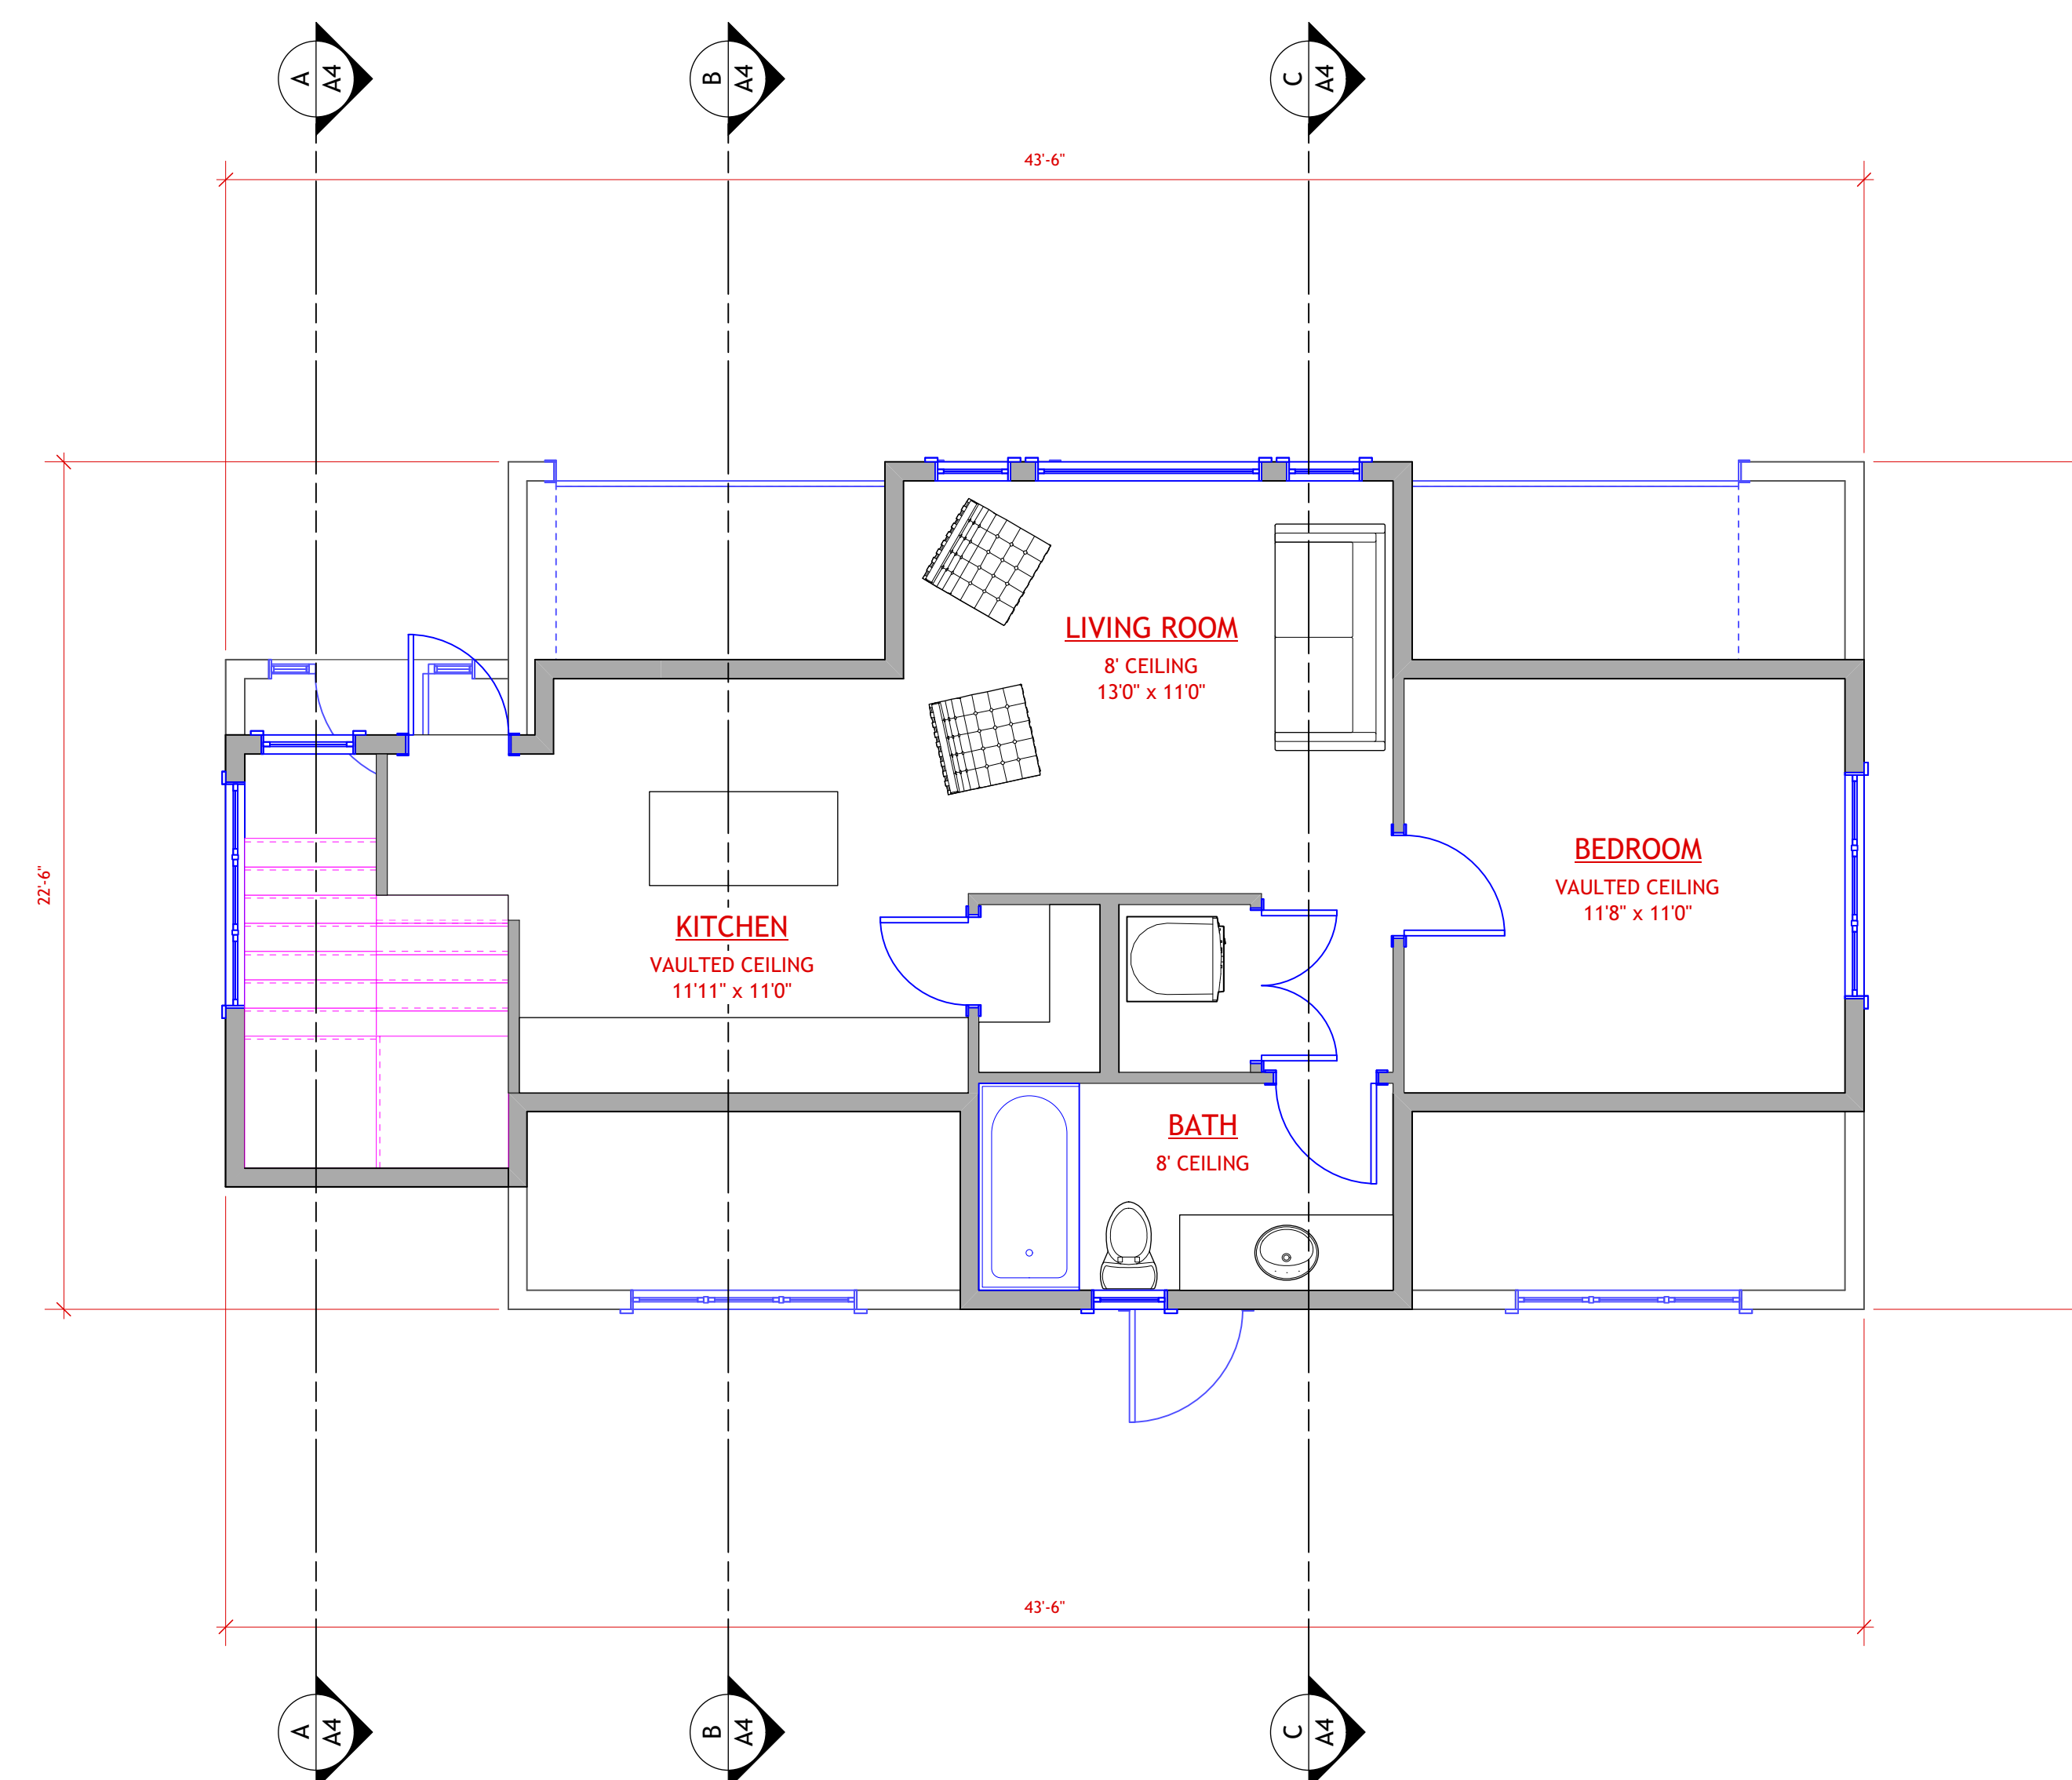 A
A4
B
A4
C
A4
43'-6"
LIVING ROOM
8' CEILING
13'0" x 11'0"
BEDROOM
VAULTED CEILING
11'8" x 11'0"
22'-6"
KITCHEN
VAULTED CEILING
11'11" x 11'0"
BATH
8' CEILING
43'-6"
A
A4
B
A4
C
A4